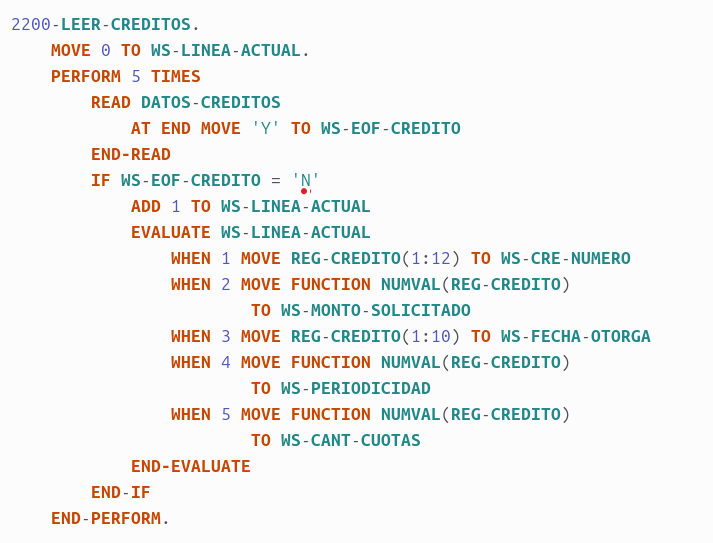 2200-LEER-CREDITOS.
    MOVE 0 TO WS-LINEA-ACTUAL.
    PERFORM 5 TIMES
        READ DATOS-CREDITOS
            AT END MOVE 'Y' TO WS-EOF-CREDITO
        END-READ
        IF WS-EOF-CREDITO = 'N'
            ADD 1 TO WS-LINEA-ACTUAL
            EVALUATE WS-LINEA-ACTUAL
                WHEN 1 MOVE REG-CREDITO(1:12) TO WS-CRE-NUMERO
                WHEN 2 MOVE FUNCTION NUMVAL(REG-CREDITO)
                        TO WS-MONTO-SOLICITADO
                WHEN 3 MOVE REG-CREDITO(1:10) TO WS-FECHA-OTORGA
                WHEN 4 MOVE FUNCTION NUMVAL(REG-CREDITO)
                        TO WS-PERIODICIDAD
                WHEN 5 MOVE FUNCTION NUMVAL(REG-CREDITO)
                        TO WS-CANT-CUOTAS
            END-EVALUATE
        END-IF
    END-PERFORM.